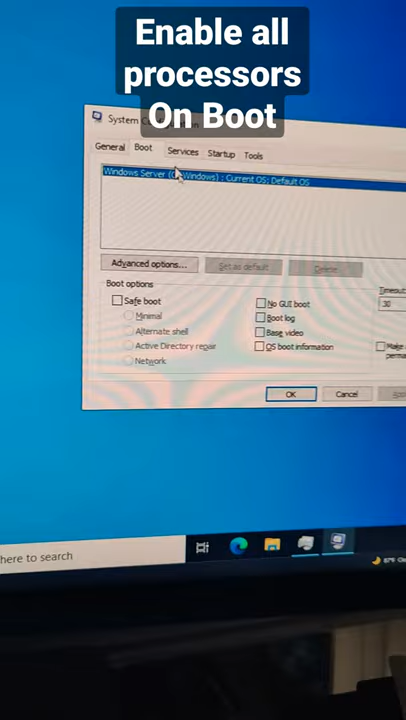 Enable all
processors
On Boot
System
General Boot Services Startup Tools
Windows Server (C:\Windows) : Current OS; Default OS
Advanced options... Set as default Delete
Boot options
Timeout:
Safe boot
No GUI boot
30
Minimal
Boot log
Alternate shell
Base video
Active Directory repair
OS boot information
Make
perma
Network
OK Cancel
here to search
67°F